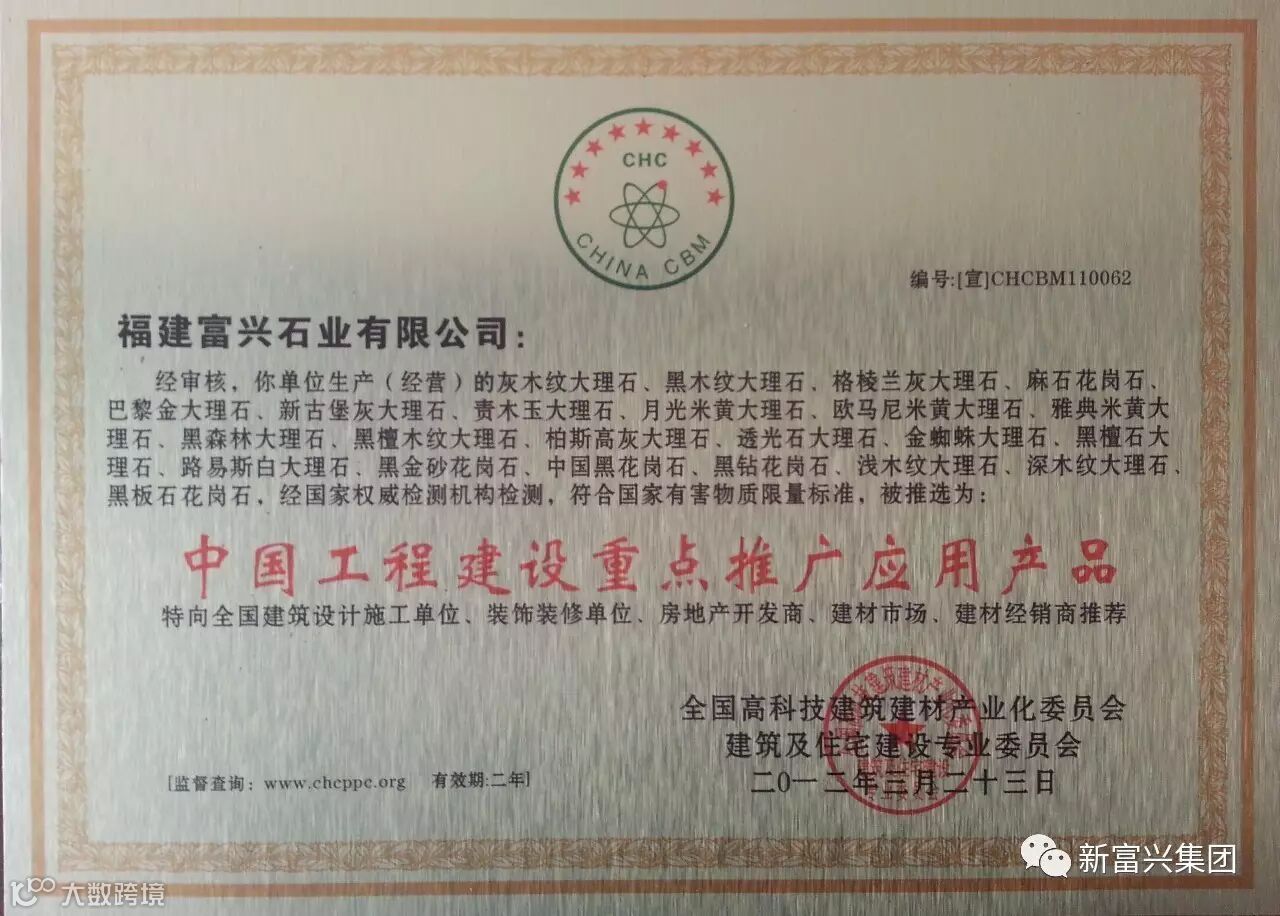 CHC
CHINA CBM
编号:[宣]CHCBM110062
福建富兴石业有限公司:
经审核，你单位生产（经营）的灰木纹大理石、黑木纹大理石、格棱兰灰大理石、麻石花岗石、
巴黎金大理石、新古堡灰大理石、责木玉大理石、月光米黄大理石、欧马尼米黄大理石、雅典米黄大
理石、黑森林大理石、黑檀木纹大理石、柏斯高灰大理石、透光石大理石、金蜘蛛大理石、黑檀石大
理石、路易斯白大理石、黑金砂花岗石、中国黑花岗石、黑钻花岗石、浅木纹大理石、深木纹大理石、
黑板石花岗石，经国家权威检测机构检测，符合国家有害物质限量标准，被推选为:
中国工程建设重点推广应用产品
特向全国建筑设计施工单位、装饰装修单位、房地产开发商、建材市场、建材经销商推荐
全国高科技建筑建材产业化委员会
建筑及住宅建设专业委员会
二〇一二年三月二十三日
[监督查询：www.chcppc.org 有效期:二年]
新富兴集团
大数跨境